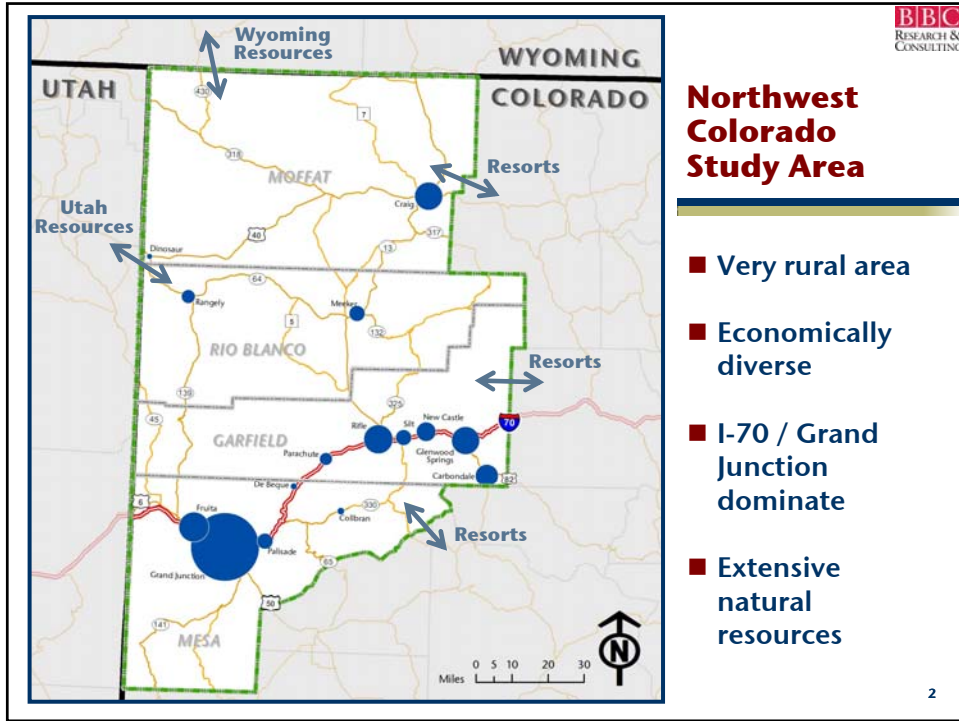 BBC
RESEARCH &
CONSULTING
Northwest
Colorado
Study Area
■ Very rural area
■ Economically
diverse
■ I-70 / Grand
Junction
dominate
■ Extensive
natural
resources
Wyoming
Resources
WYOMING
UTAH
COLORADO
430
7
318
MOFFAT
Resorts
Craig
Utah
Resources
40
317
13
Dinosaur
64
Rangely
Meeker
5
132
RIO BLANCO
Resorts
139
325
45
New Castle
Silt
Rifle
70
GARFIELD
Glenwood
Springs
Parachute
Carbondale
82
De Beque
6
330
Fruita
Collbran
Palisade
Resorts
65
Grand Junction
50
141
MESA
N
0 5 10 20 30
Miles
2